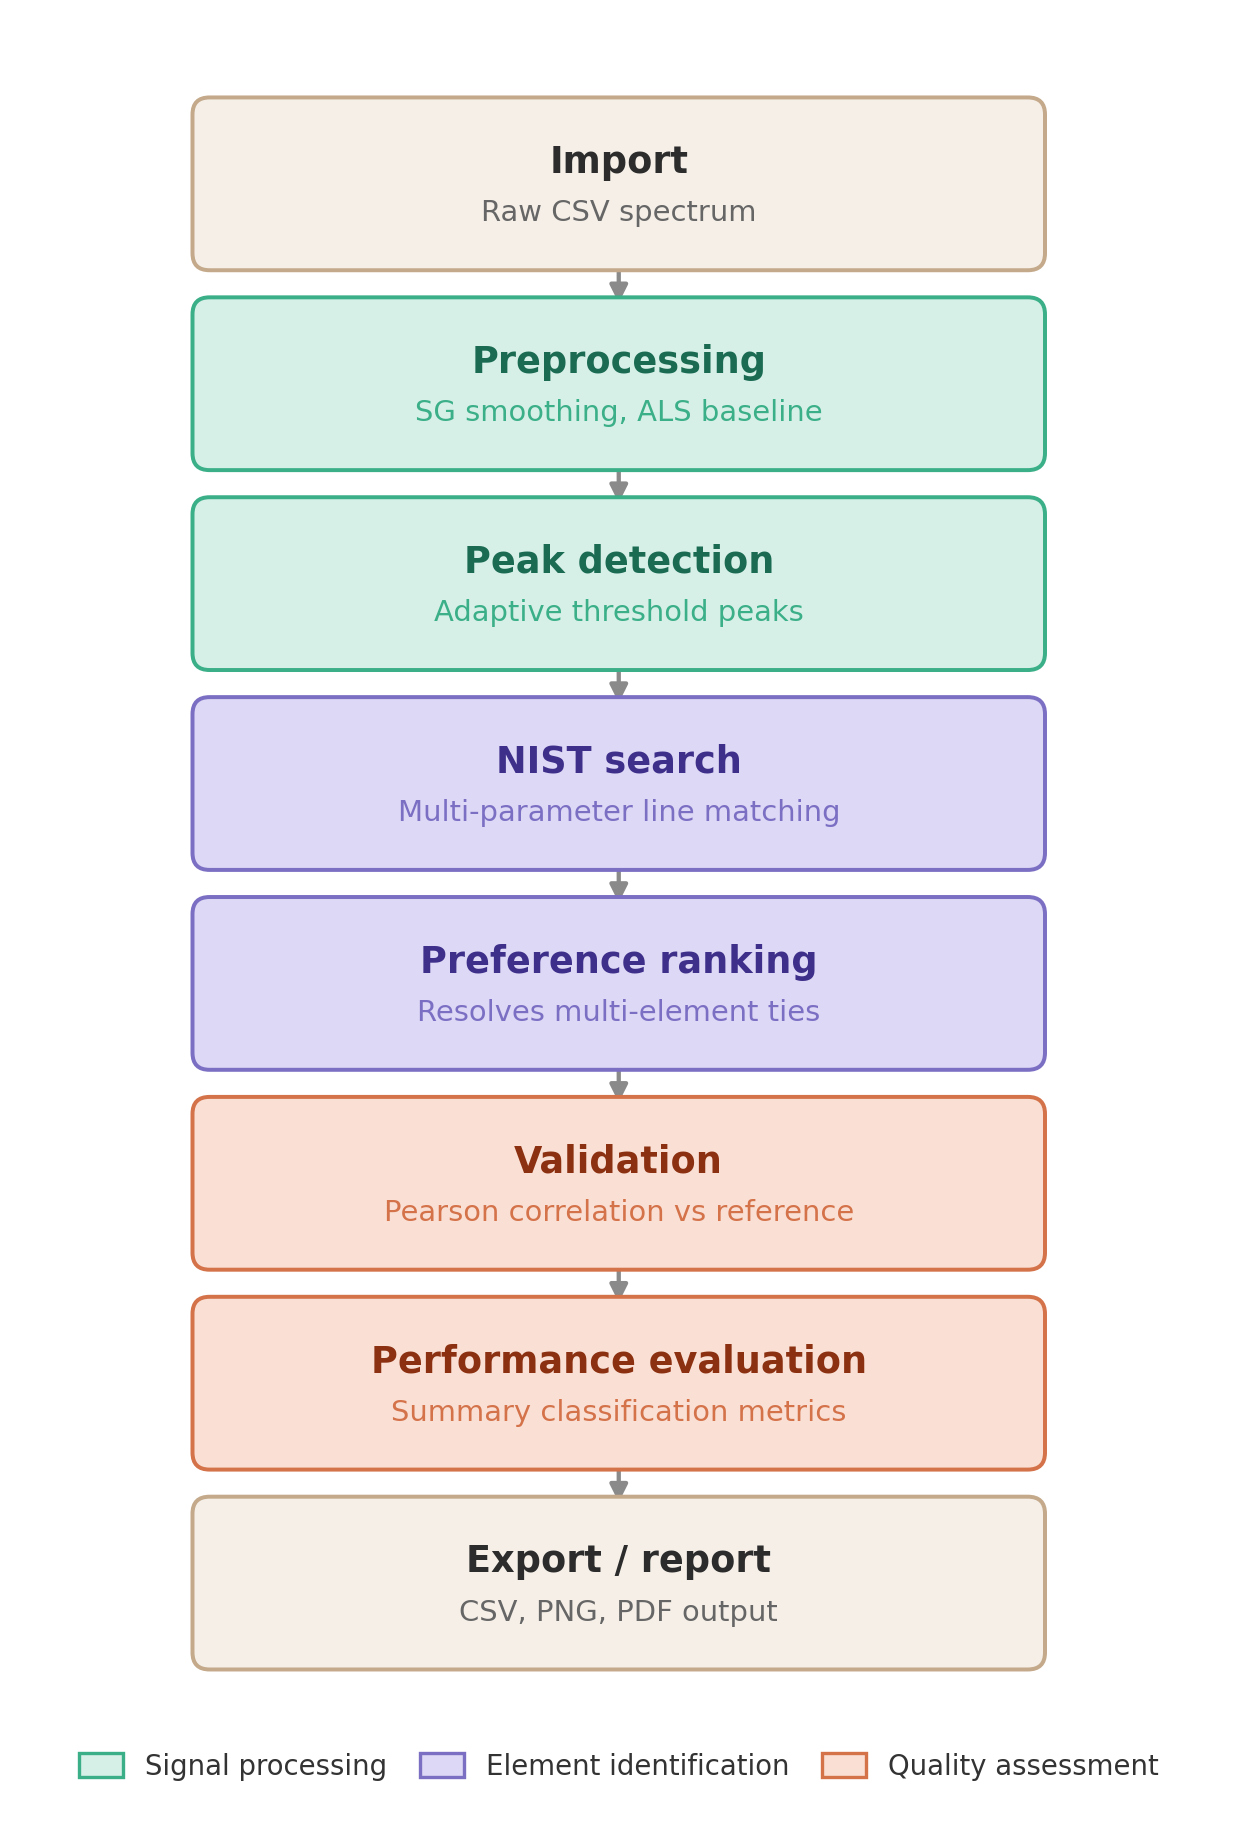 Import
Raw CSV spectrum
Preprocessing
SG smoothing, ALS baseline
Peak detection
Adaptive threshold peaks
NIST search
Multi-parameter line matching
Preference ranking
Resolves multi-element ties
Validation
Pearson correlation vs reference
Performance evaluation
Summary classification metrics
Export / report
CSV, PNG, PDF output
Signal processing Element identification Quality assessment